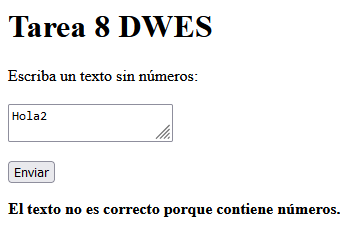 Tarea 8 DWES
Escriba un texto sin números:
Hola2
Enviar
El texto no es correcto porque contiene números.